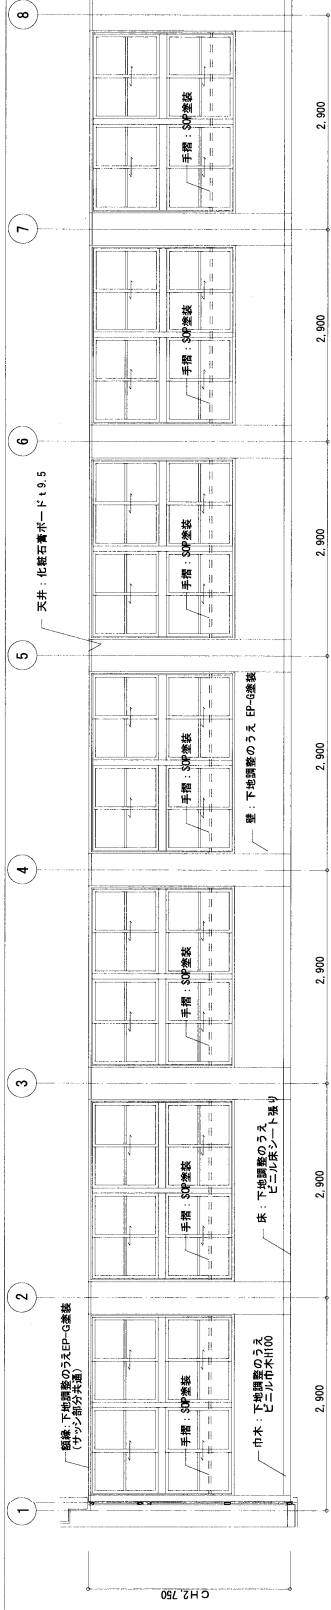 1
2
3
4
5
6
7
8
額縁：下地調整のうえEP-G塗装
(サッシ部分共通)
天井：化粧石膏ボード t9.5
手摺：SOP塗装
手摺：SOP塗装
手摺：SOP塗装
手摺：SOP塗装
手摺：SOP塗装
手摺：SOP塗装
手摺：SOP塗装
巾木：下地調整のうえ
ビニル巾木H100
床：下地調整のうえ
ビニル床シート張り
壁：下地調整のうえ EP-G塗装
CH2,750
2,900
2,900
2,900
2,900
2,900
2,900
2,900